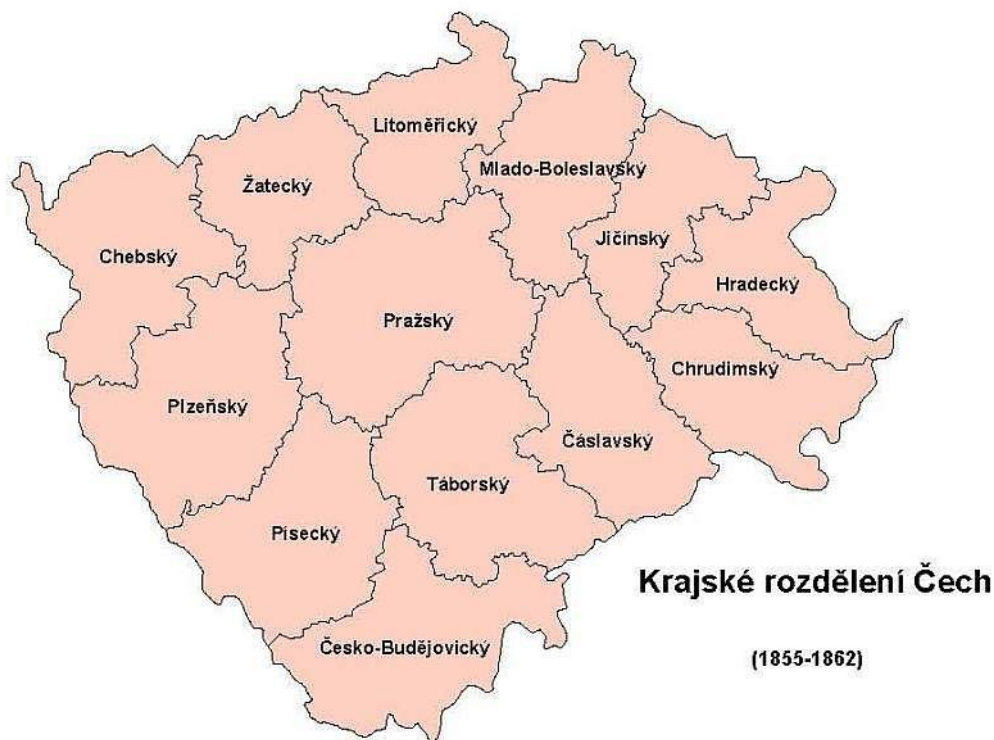 Litoměřický
Mlado-Boleslavský
Žatecký
Jičínský
Chebský
Hradecký
Pražský
Chrudimský
Plzeňský
Čáslavský
Táborský
Písecký
Krajské rozdělení Čech
Česko-Budějovický
(1855-1862)